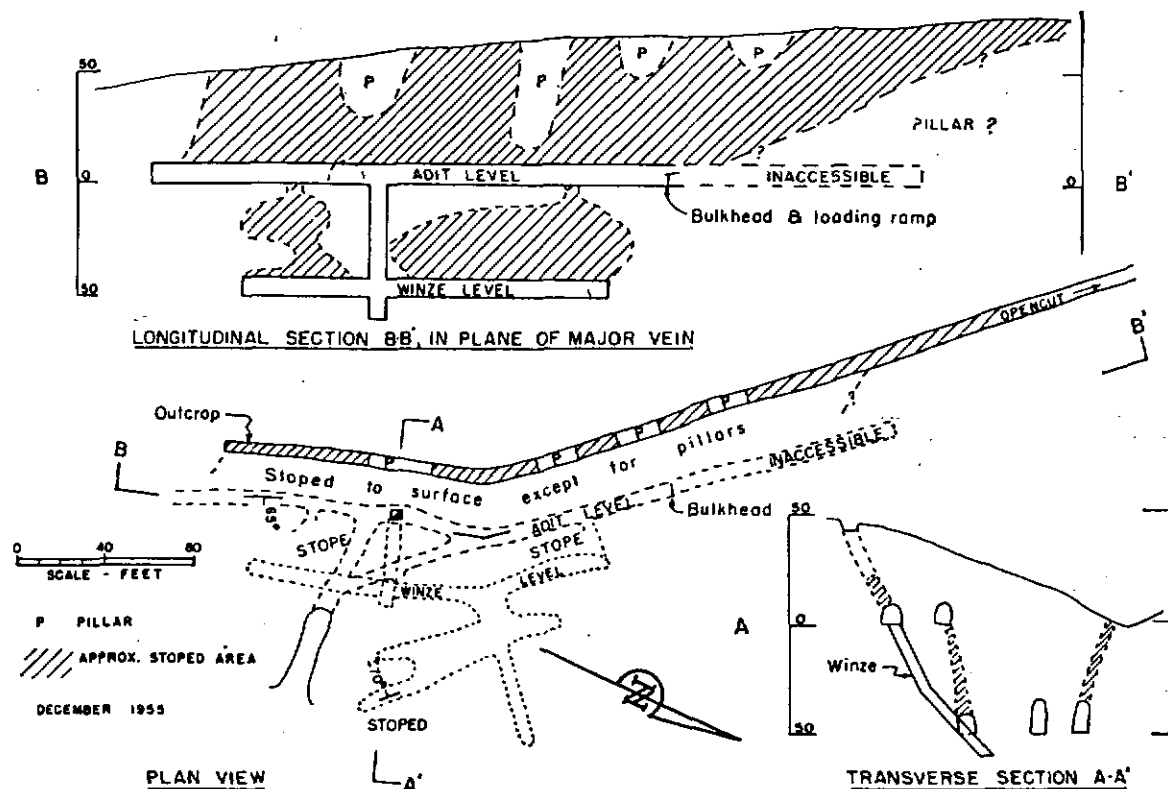 50
P
P
P
P
?
PILLAR ?
?
B
0
ADIT LEVEL
INACCESSIBLE
0
B'
Bulkhead & loading ramp
50
WINZE LEVEL
LONGITUDINAL SECTION B-B', IN PLANE OF MAJOR VEIN
OPENCUT
B'
Outcrop
A
P
P
P
P
?
B
Stoped to surface except for pillars
INACCESSIBLE
65°
ADIT LEVEL
Bulkhead
STOPE
STOPE
0 40 80
SCALE - FEET
WINZE
LEVEL
P PILLAR
APPROX. STOPED AREA
70°
DECEMBER 1955
STOPED
N
PLAN VIEW
A'
50
A
0
Winze
50
TRANSVERSE SECTION A-A'